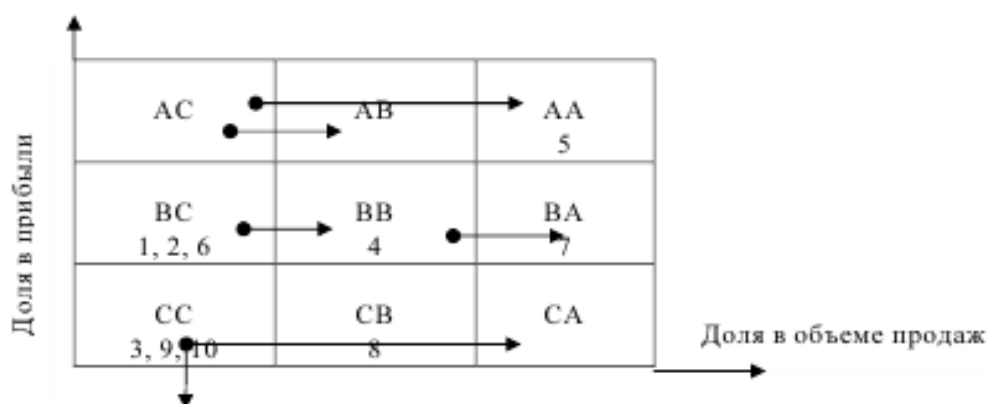 Доля в прибыли
АС АВ АА
5
ВС ВВ ВА
1, 2, 6 4 7
СС СВ СА
3, 9, 10 8
Доля в объеме продаж